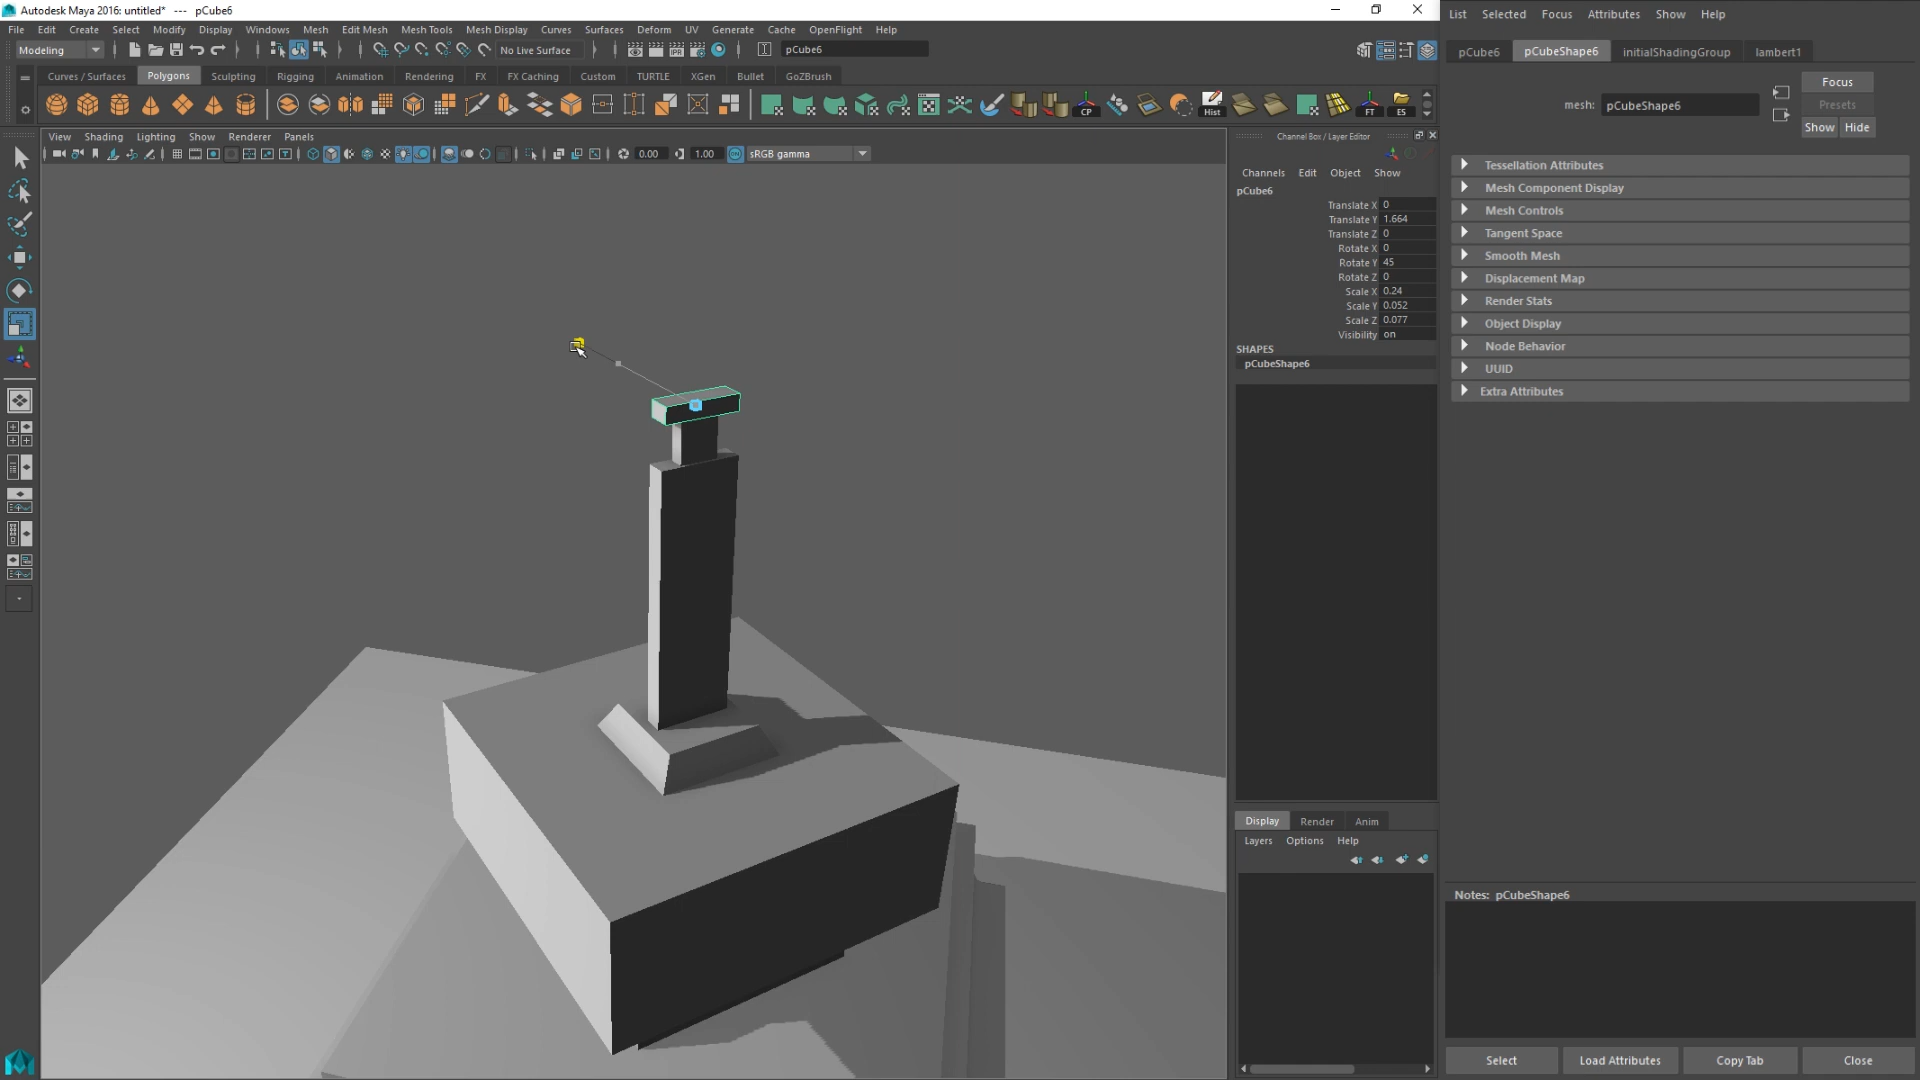 Autodesk Maya 2016: untitled* --- pCube6
File Edit Create Select Modify Display Windows Mesh Edit Mesh Mesh Tools Mesh Display Curves Surfaces Deform UV Generate Cache OpenFlight Help
Modeling No Live Surface IPR pCube6
Curves / Surfaces Polygons Sculpting Rigging Animation Rendering FX FX Caching Custom TURTLE XGen Bullet GoZBrush
CP Hist FT ES
View Shading Lighting Show Renderer Panels
0.00 1.00 sRGB gamma
Channel Box / Layer Editor
Channels Edit Object Show
pCube6
Translate X 0
Translate Y 1.664
Translate Z 0
Rotate X 0
Rotate Y 45
Rotate Z 0
Scale X 0.24
Scale Y 0.052
Scale Z 0.077
Visibility on
SHAPES
pCubeShape6
Display Render Anim
Layers Options Help
List Selected Focus Attributes Show Help
pCube6 pCubeShape6 initialShadingGroup lambert1
Focus
mesh: pCubeShape6
Presets
Show Hide
Tessellation Attributes
Mesh Component Display
Mesh Controls
Tangent Space
Smooth Mesh
Displacement Map
Render Stats
Object Display
Node Behavior
UUID
Extra Attributes
Notes: pCubeShape6
Select Load Attributes Copy Tab Close